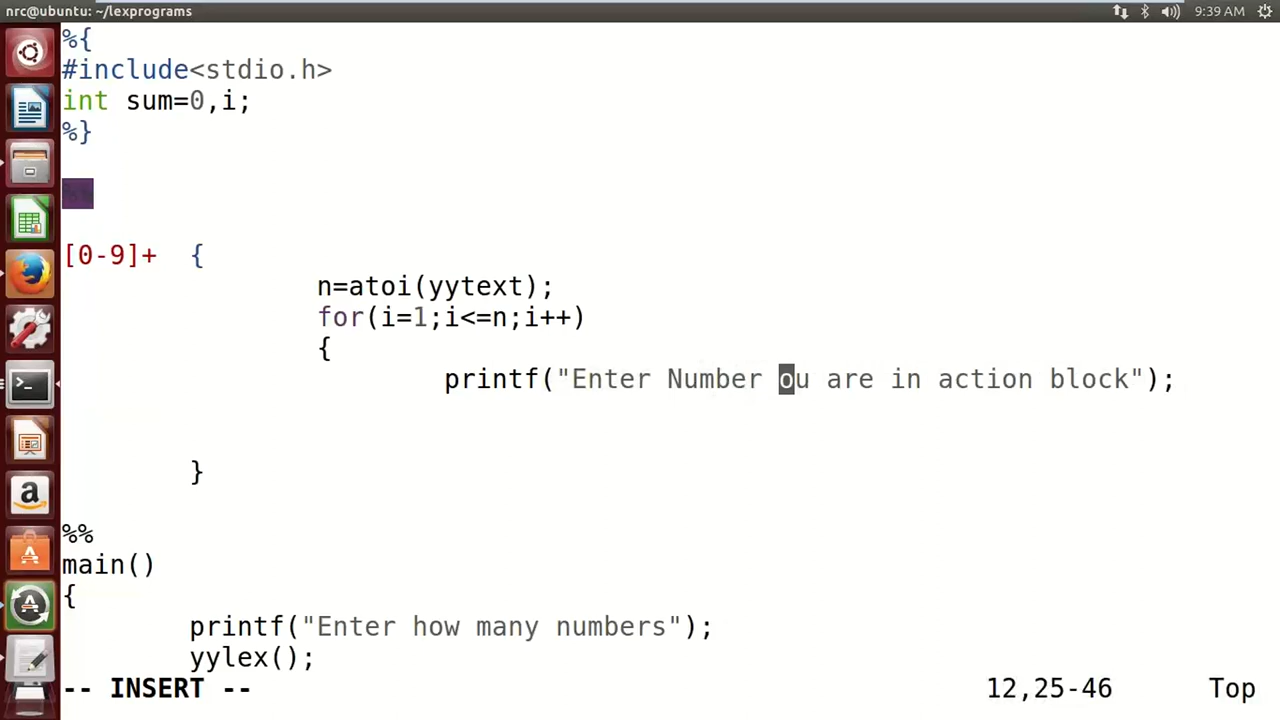 nrc@ubuntu: ~/lexprograms
9:39 AM
%{
#include<stdio.h>
int sum=0,i;
%}
%%
[0-9]+ {
n=atoi(yytext);
for(i=1;i<=n;i++)
{
printf("Enter Number ou are in action block");
}
%%
main()
{
printf("Enter how many numbers");
yylex();
-- INSERT -- 12,25-46 Top